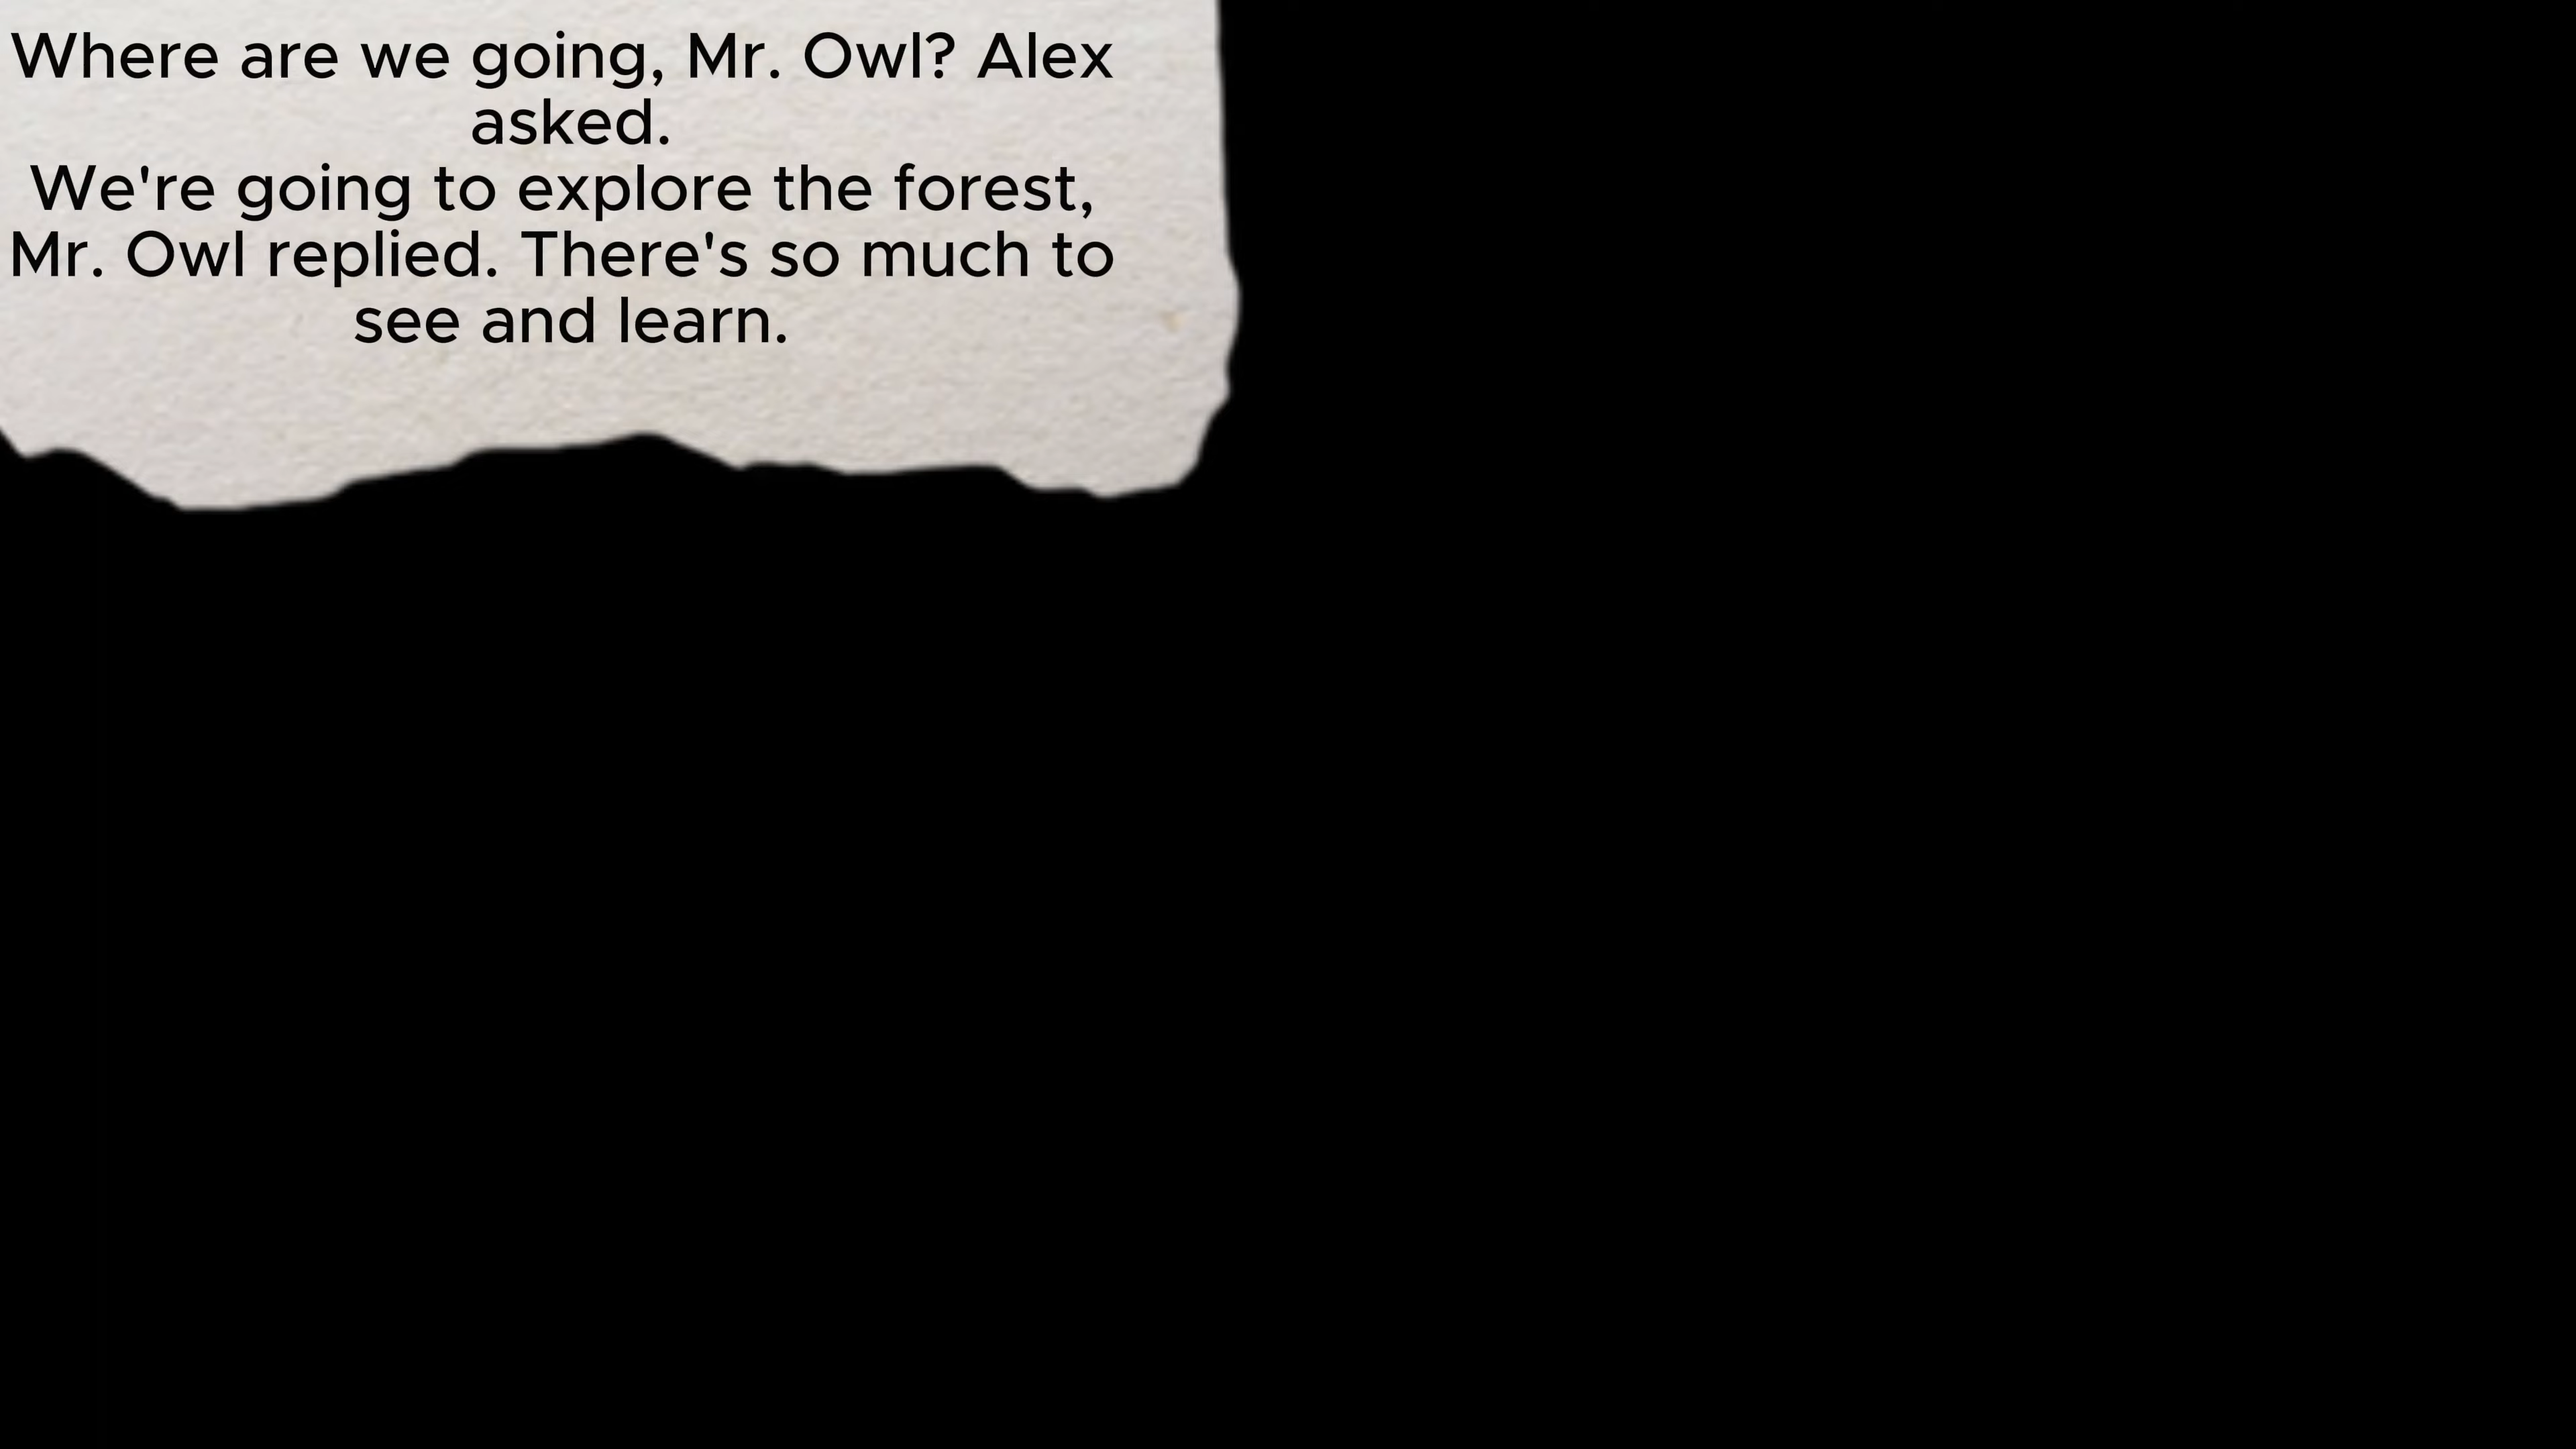 Where are we going, Mr. Owl? Alex
asked.
We're going to explore the forest,
Mr. Owl replied. There's so much to
see and learn.